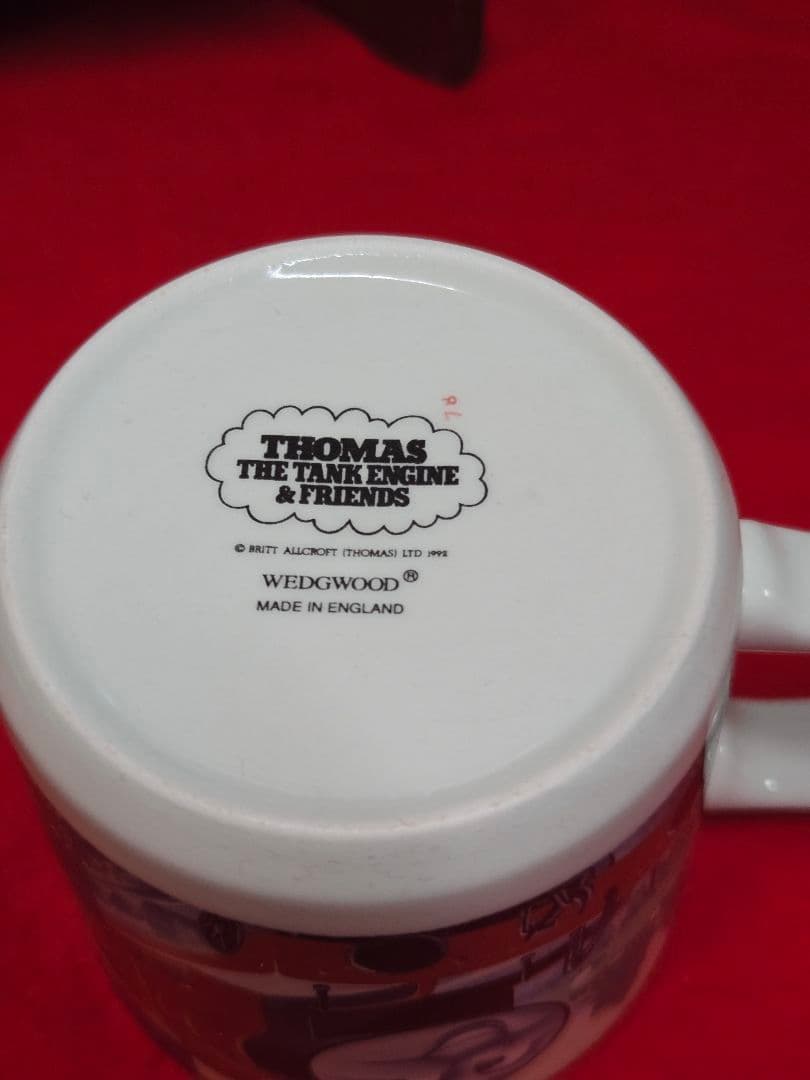 THOMAS
THE TANK ENGINE
& FRIENDS
© BRITT ALLCROFT (THOMAS) LTD 1992
WEDGWOOD®
MADE IN ENGLAND